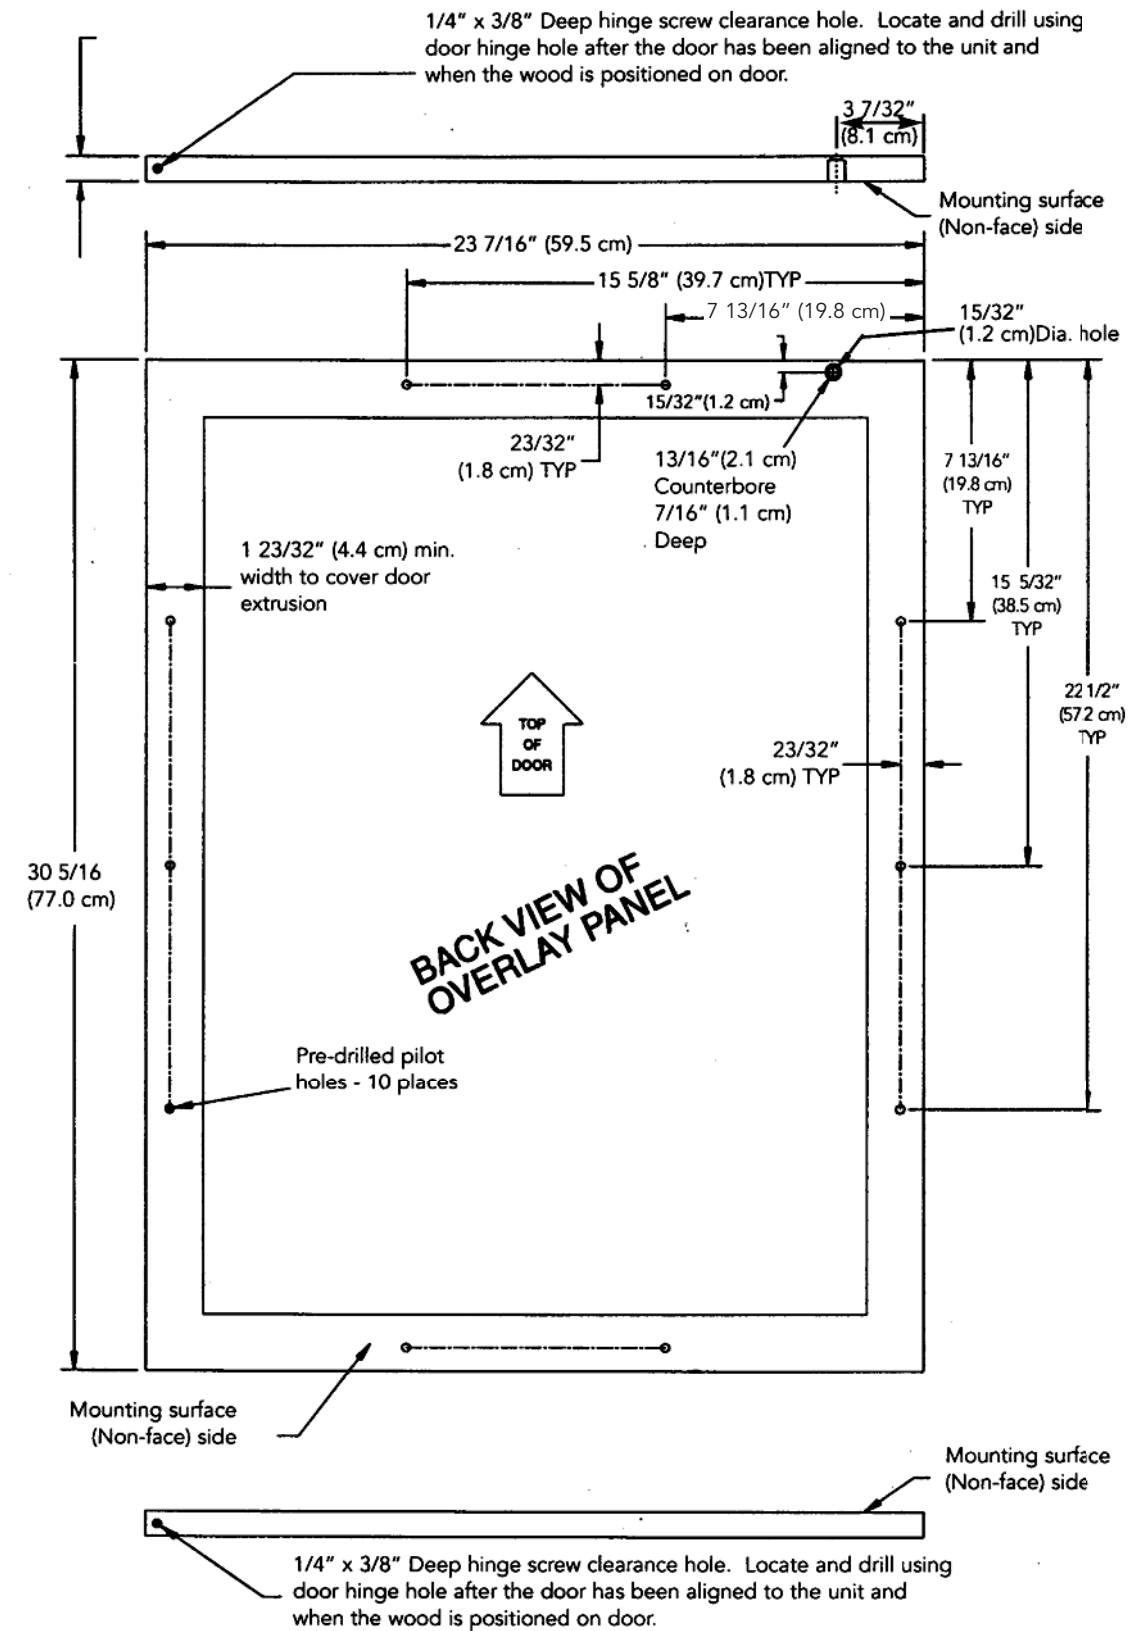 1/4" x 3/8" Deep hinge screw clearance hole. Locate and drill using
door hinge hole after the door has been aligned to the unit and
when the wood is positioned on door.
3 7/32"
(8.1 cm)
Mounting surface
(Non-face) side
23 7/16" (59.5 cm)
15 5/8" (39.7 cm)TYP
7 13/16" (19.8 cm)
15/32"
(1.2 cm)Dia. hole
15/32"(1.2 cm)
23/32"
(1.8 cm) TYP
13/16"(2.1 cm)
Counterbore
7/16" (1.1 cm)
Deep
7 13/16"
(19.8 cm)
TYP
1 23/32" (4.4 cm) min.
width to cover door
extrusion
15 5/32"
(38.5 cm)
TYP
22 1/2"
(57.2 cm)
TYP
TOP
OF
DOOR
23/32"
(1.8 cm) TYP
30 5/16
(77.0 cm)
BACK VIEW OF
OVERLAY PANEL
Pre-drilled pilot
holes - 10 places
Mounting surface
(Non-face) side
Mounting surface
(Non-face) side
1/4" x 3/8" Deep hinge screw clearance hole. Locate and drill using
door hinge hole after the door has been aligned to the unit and
when the wood is positioned on door.